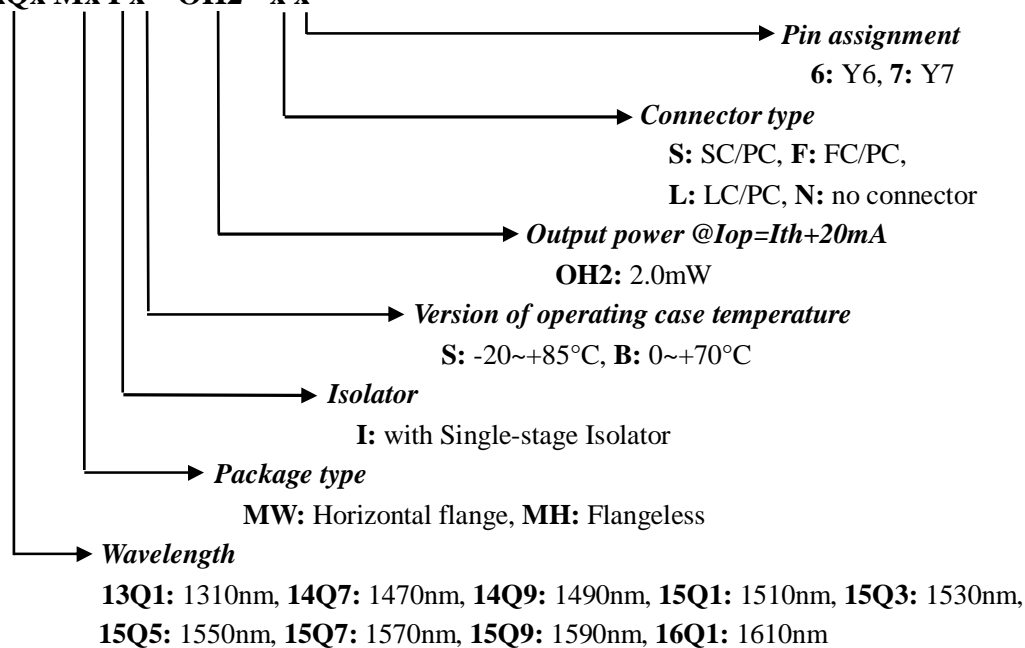 Pin assignment
6: Y6, 7: Y7
Connector type
S: SC/PC, F: FC/PC,
L: LC/PC, N: no connector
Output power @Iop=Ith+20mA
OH2: 2.0mW
Version of operating case temperature
S: -20~+85°C, B: 0~+70°C
Isolator
I: with Single-stage Isolator
Package type
MW: Horizontal flange, MH: Flangeless
Wavelength
13Q1: 1310nm, 14Q7: 1470nm, 14Q9: 1490nm, 15Q1: 1510nm, 15Q3: 1530nm,
15Q5: 1550nm, 15Q7: 1570nm, 15Q9: 1590nm, 16Q1: 1610nm